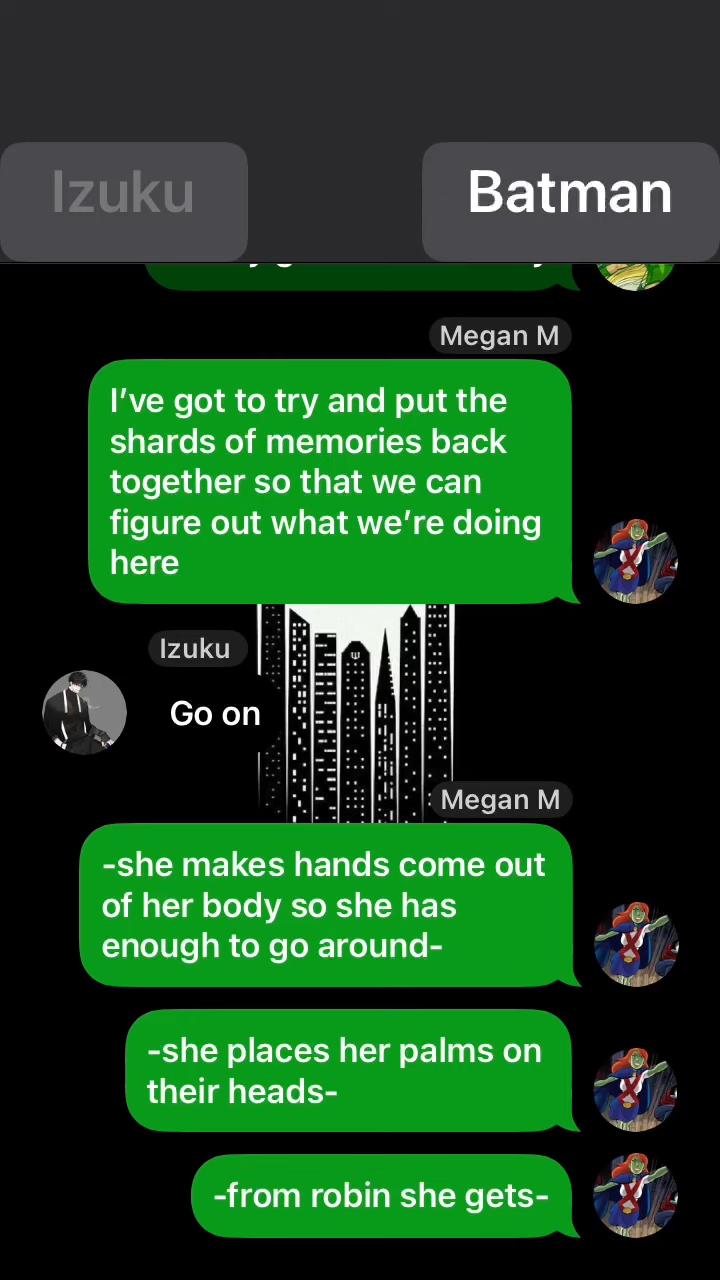 Izuku
Batman
Megan M
I’ve got to try and put the
shards of memories back
together so that we can
figure out what we’re doing
here
Izuku
Go on
Megan M
-she makes hands come out
of her body so she has
enough to go around-
-she places her palms on
their heads-
-from robin she gets-